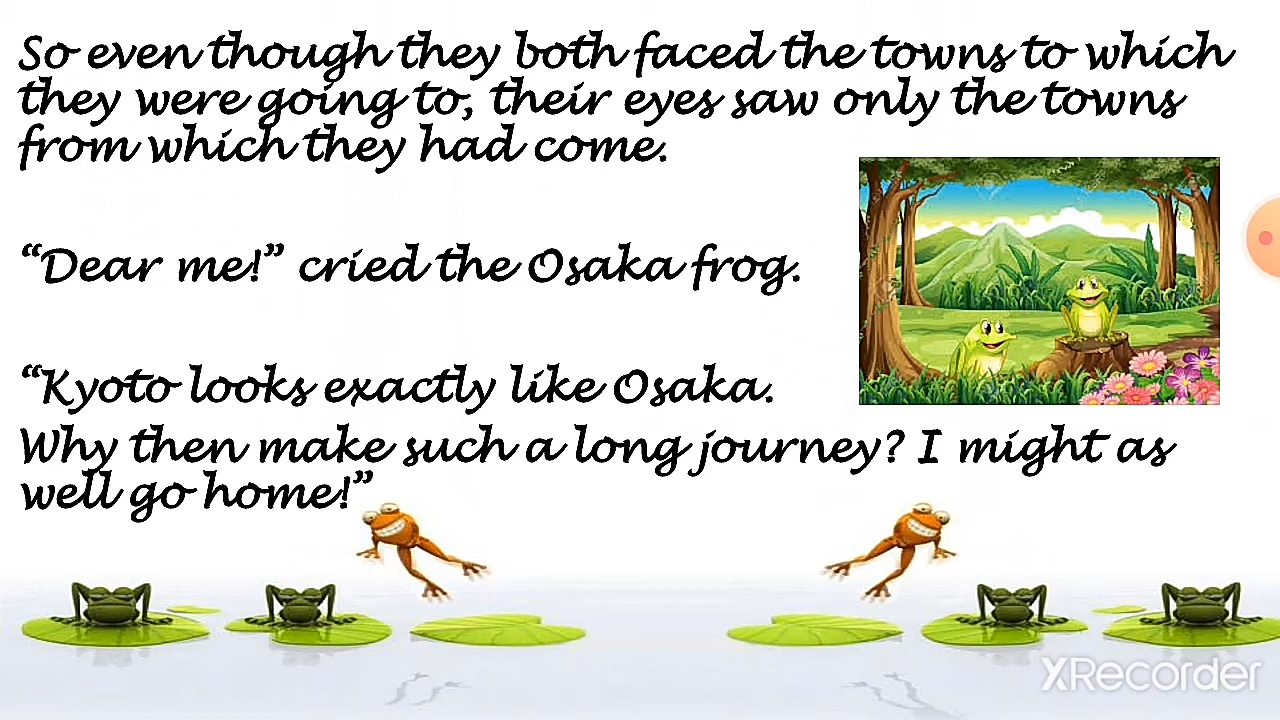 So even though they both faced the towns to which
they were going to, their eyes saw only the towns
from which they had come.
“Dear me!” cried the Osaka frog.
“Kyoto looks exactly like Osaka.
Why then make such a long journey? I might as
well go home!”
XRecorder